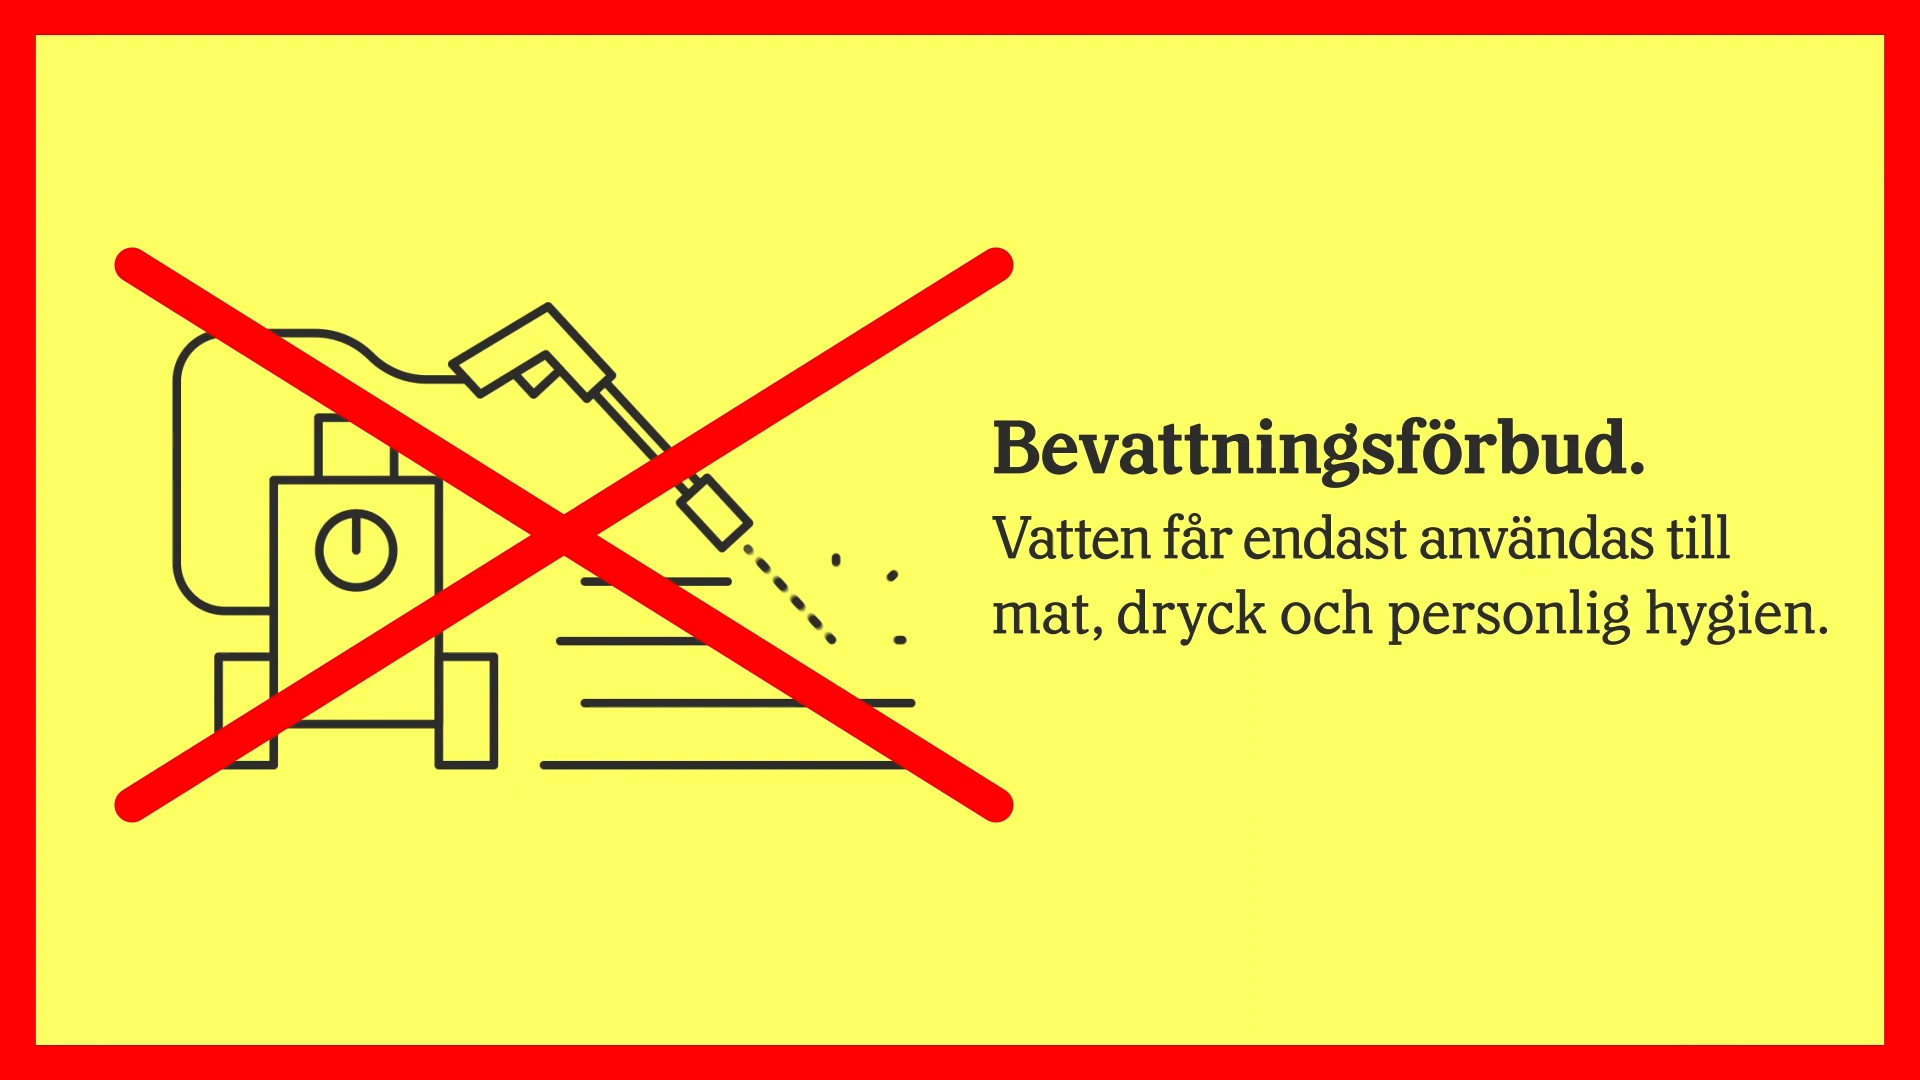 Bevattningsförbud.
Vatten får endast användas till
mat, dryck och personlig hygien.